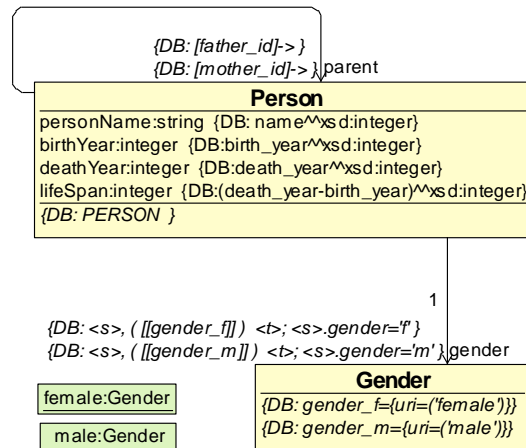 {DB: [father_id]-> }
{DB: [mother_id]-> } parent
Person
personName:string {DB: name^^xsd:integer}
birthYear:integer {DB:birth_year^^xsd:integer}
deathYear:integer {DB:death_year^^xsd:integer}
lifeSpan:integer {DB:(death_year-birth_year)^^xsd:integer}
{DB: PERSON }
1
{DB: <s>, ( [[gender_f]] ) <t>; <s>.gender='f' }
{DB: <s>, ( [[gender_m]] ) <t>; <s>.gender='m' } gender
Gender
female:Gender
{DB: gender_f={uri=('female')}}
{DB: gender_m={uri=('male')}}
male:Gender